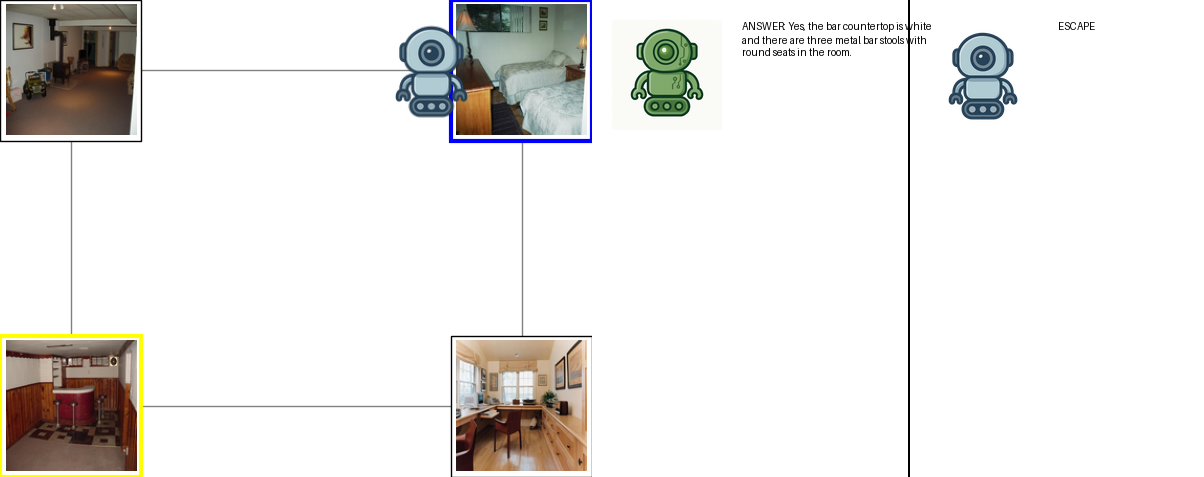 ANSWER: Yes, the bar countertop is white
and there are three metal bar stools with
round seats in the room.
ESCAPE